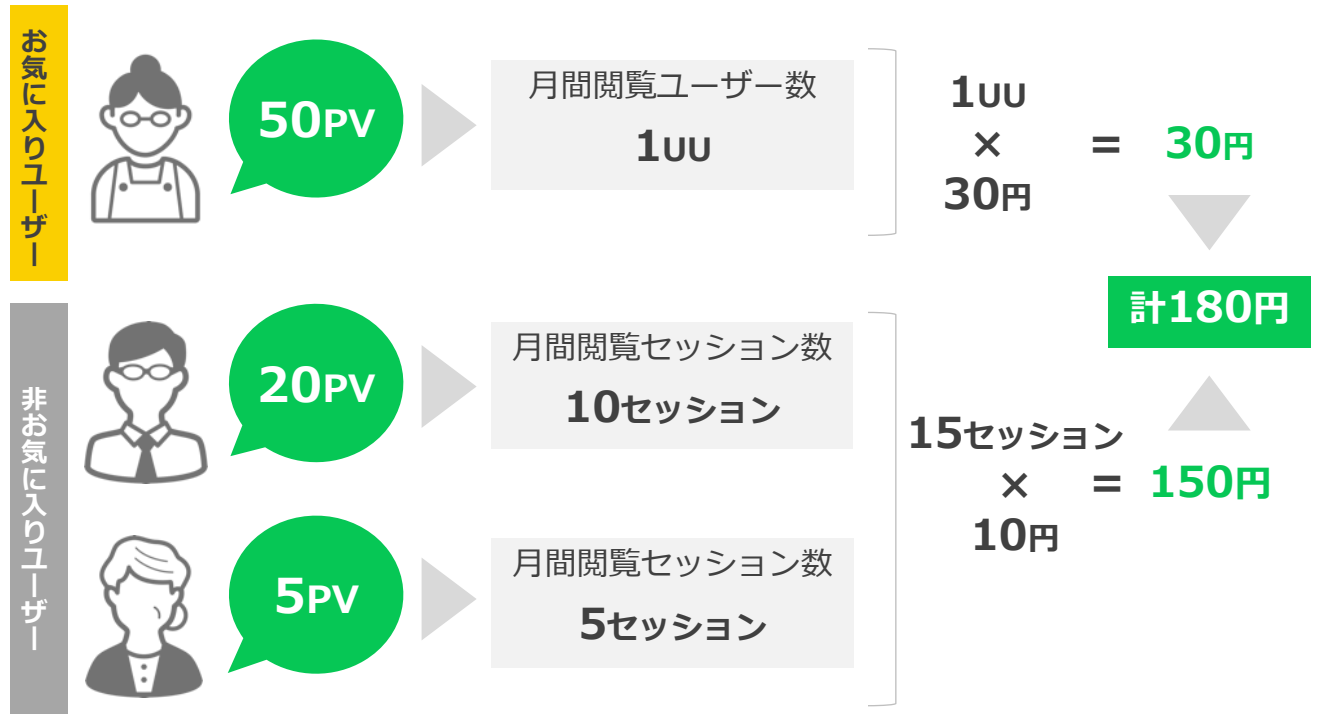 お気に入りユーザー
50PV
月間閲覧ユーザー数
1UU
1UU
×
30円
=
30円
計180円
非お気に入りユーザー
20PV
月間閲覧セッション数
10セッション
5PV
月間閲覧セッション数
5セッション
15セッション
×
10円
=
150円